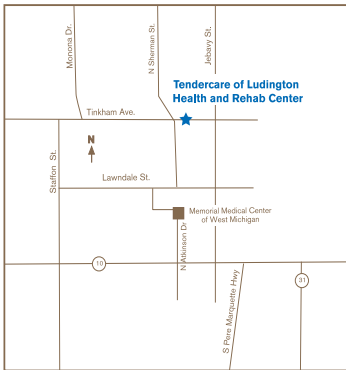 Monona Dr.
N Sherman St.
Jebavy St.
Tendercare of Ludington
Health and Rehab Center
Tinkham Ave.
N
Staffon St.
Lawndale St.
Memorial Medical Center
of West Michigan
N Atkinson Dr
10
S Pere Marquette Hwy
31